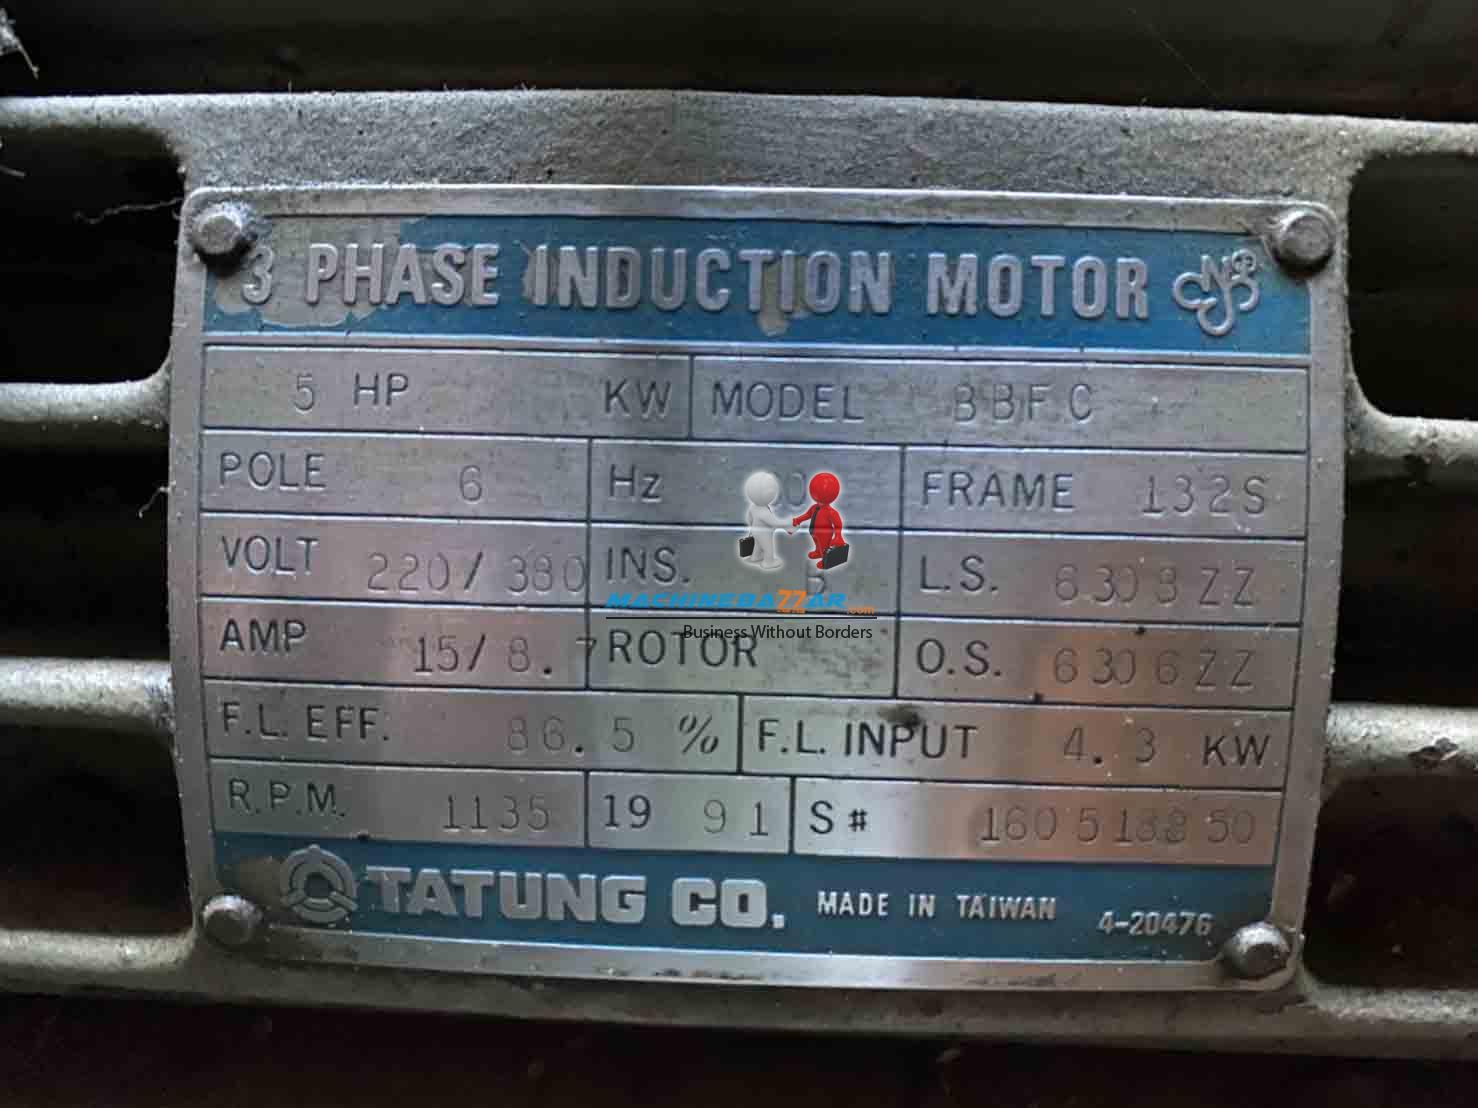 3 PHASE INDUCTION MOTOR
5 HP KW MODEL BBFC
POLE 6 Hz FRAME 132S
VOLT 220/380 INS. L.S. 6308ZZ
AMP 15/8.7 ROTOR O.S. 6306ZZ
MACHINEBAZZAR.com
Business Without Borders
F.L. EFF. 86.5 % F.L. INPUT 4.3 KW
R.P.M. 1135 19 91 S#
TATUNG CO. MADE IN TAIWAN 4-20476